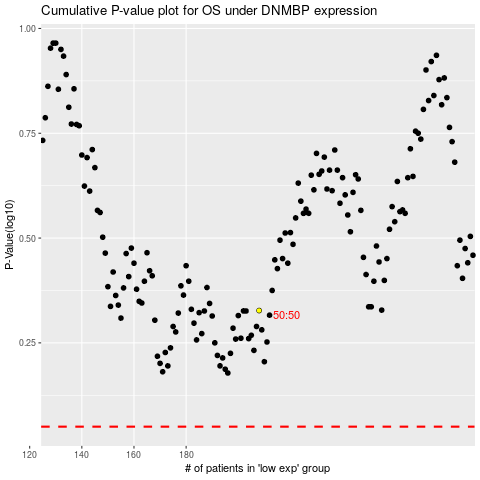 Cumulative P-value plot for OS under DNMBP expression
1.00
0.75
0.50
0.25
P-Value(log10)
50:50
120 140 160 180
# of patients in 'low exp' group